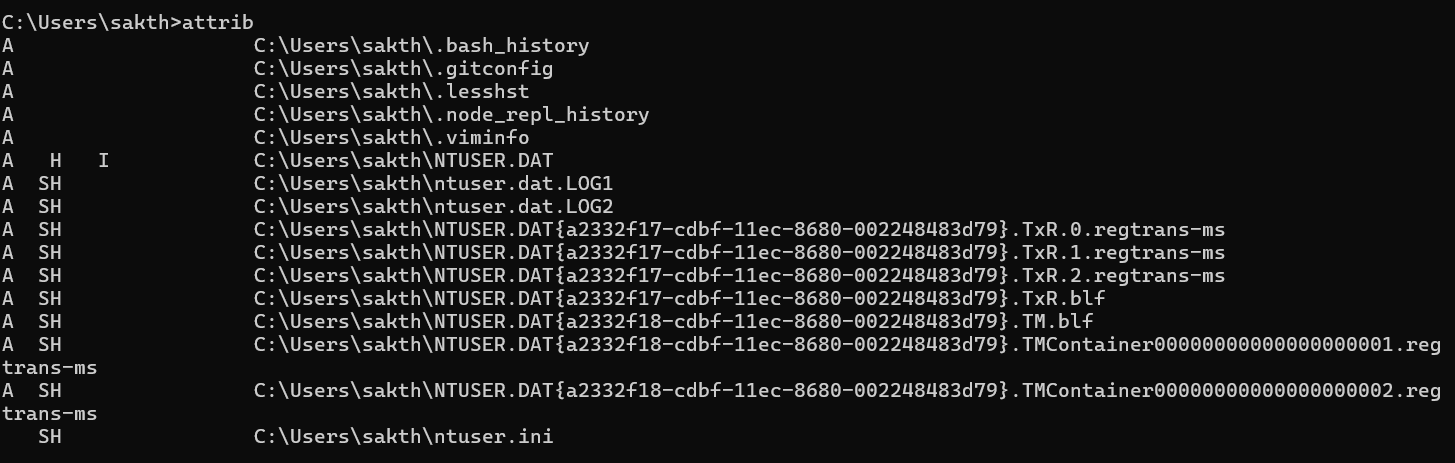 C:\Users\sakth>attrib
A                    C:\Users\sakth\.bash_history
A                    C:\Users\sakth\.gitconfig
A                    C:\Users\sakth\.lesshst
A                    C:\Users\sakth\.node_repl_history
A                    C:\Users\sakth\.viminfo
A   H   I            C:\Users\sakth\NTUSER.DAT
A  SH                C:\Users\sakth\ntuser.dat.LOG1
A  SH                C:\Users\sakth\ntuser.dat.LOG2
A  SH                C:\Users\sakth\NTUSER.DAT{a2332f17-cdbf-11ec-8680-002248483d79}.TxR.0.regtrans-ms
A  SH                C:\Users\sakth\NTUSER.DAT{a2332f17-cdbf-11ec-8680-002248483d79}.TxR.1.regtrans-ms
A  SH                C:\Users\sakth\NTUSER.DAT{a2332f17-cdbf-11ec-8680-002248483d79}.TxR.2.regtrans-ms
A  SH                C:\Users\sakth\NTUSER.DAT{a2332f17-cdbf-11ec-8680-002248483d79}.TxR.blf
A  SH                C:\Users\sakth\NTUSER.DAT{a2332f18-cdbf-11ec-8680-002248483d79}.TM.blf
A  SH                C:\Users\sakth\NTUSER.DAT{a2332f18-cdbf-11ec-8680-002248483d79}.TMContainer00000000000000000001.reg
trans-ms
A  SH                C:\Users\sakth\NTUSER.DAT{a2332f18-cdbf-11ec-8680-002248483d79}.TMContainer00000000000000000002.reg
trans-ms
   SH                C:\Users\sakth\ntuser.ini